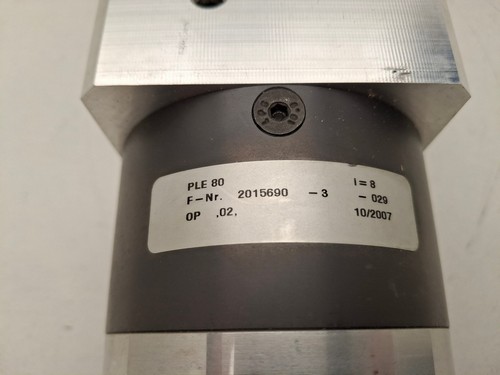 PLE 80 i = 8
F-Nr. 2015690 -3 - 029
OP .02, 10/2007